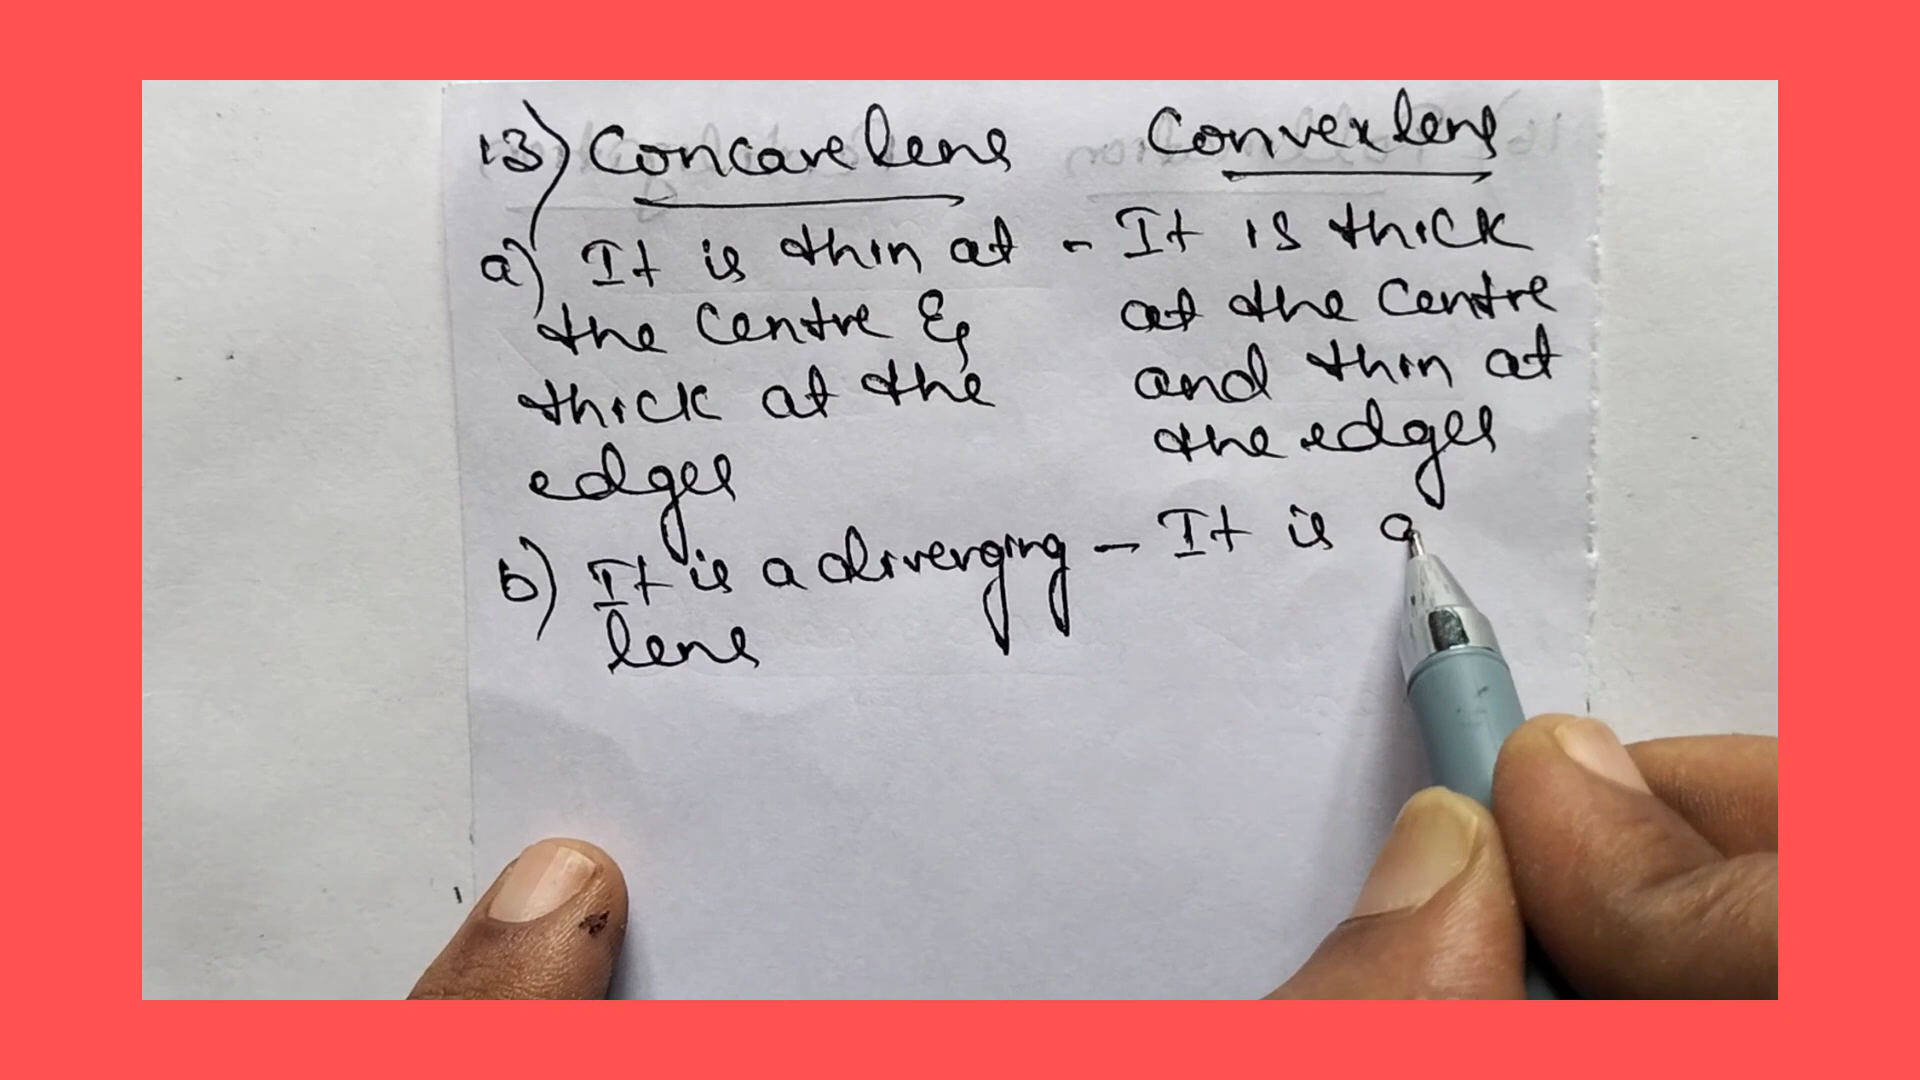 13) Concave lens - Convex lens
a) It is thin at - It is thick
the centre & at the centre
thick at the and thin at
edges the edges
b) It is a diverging - It is a
lens